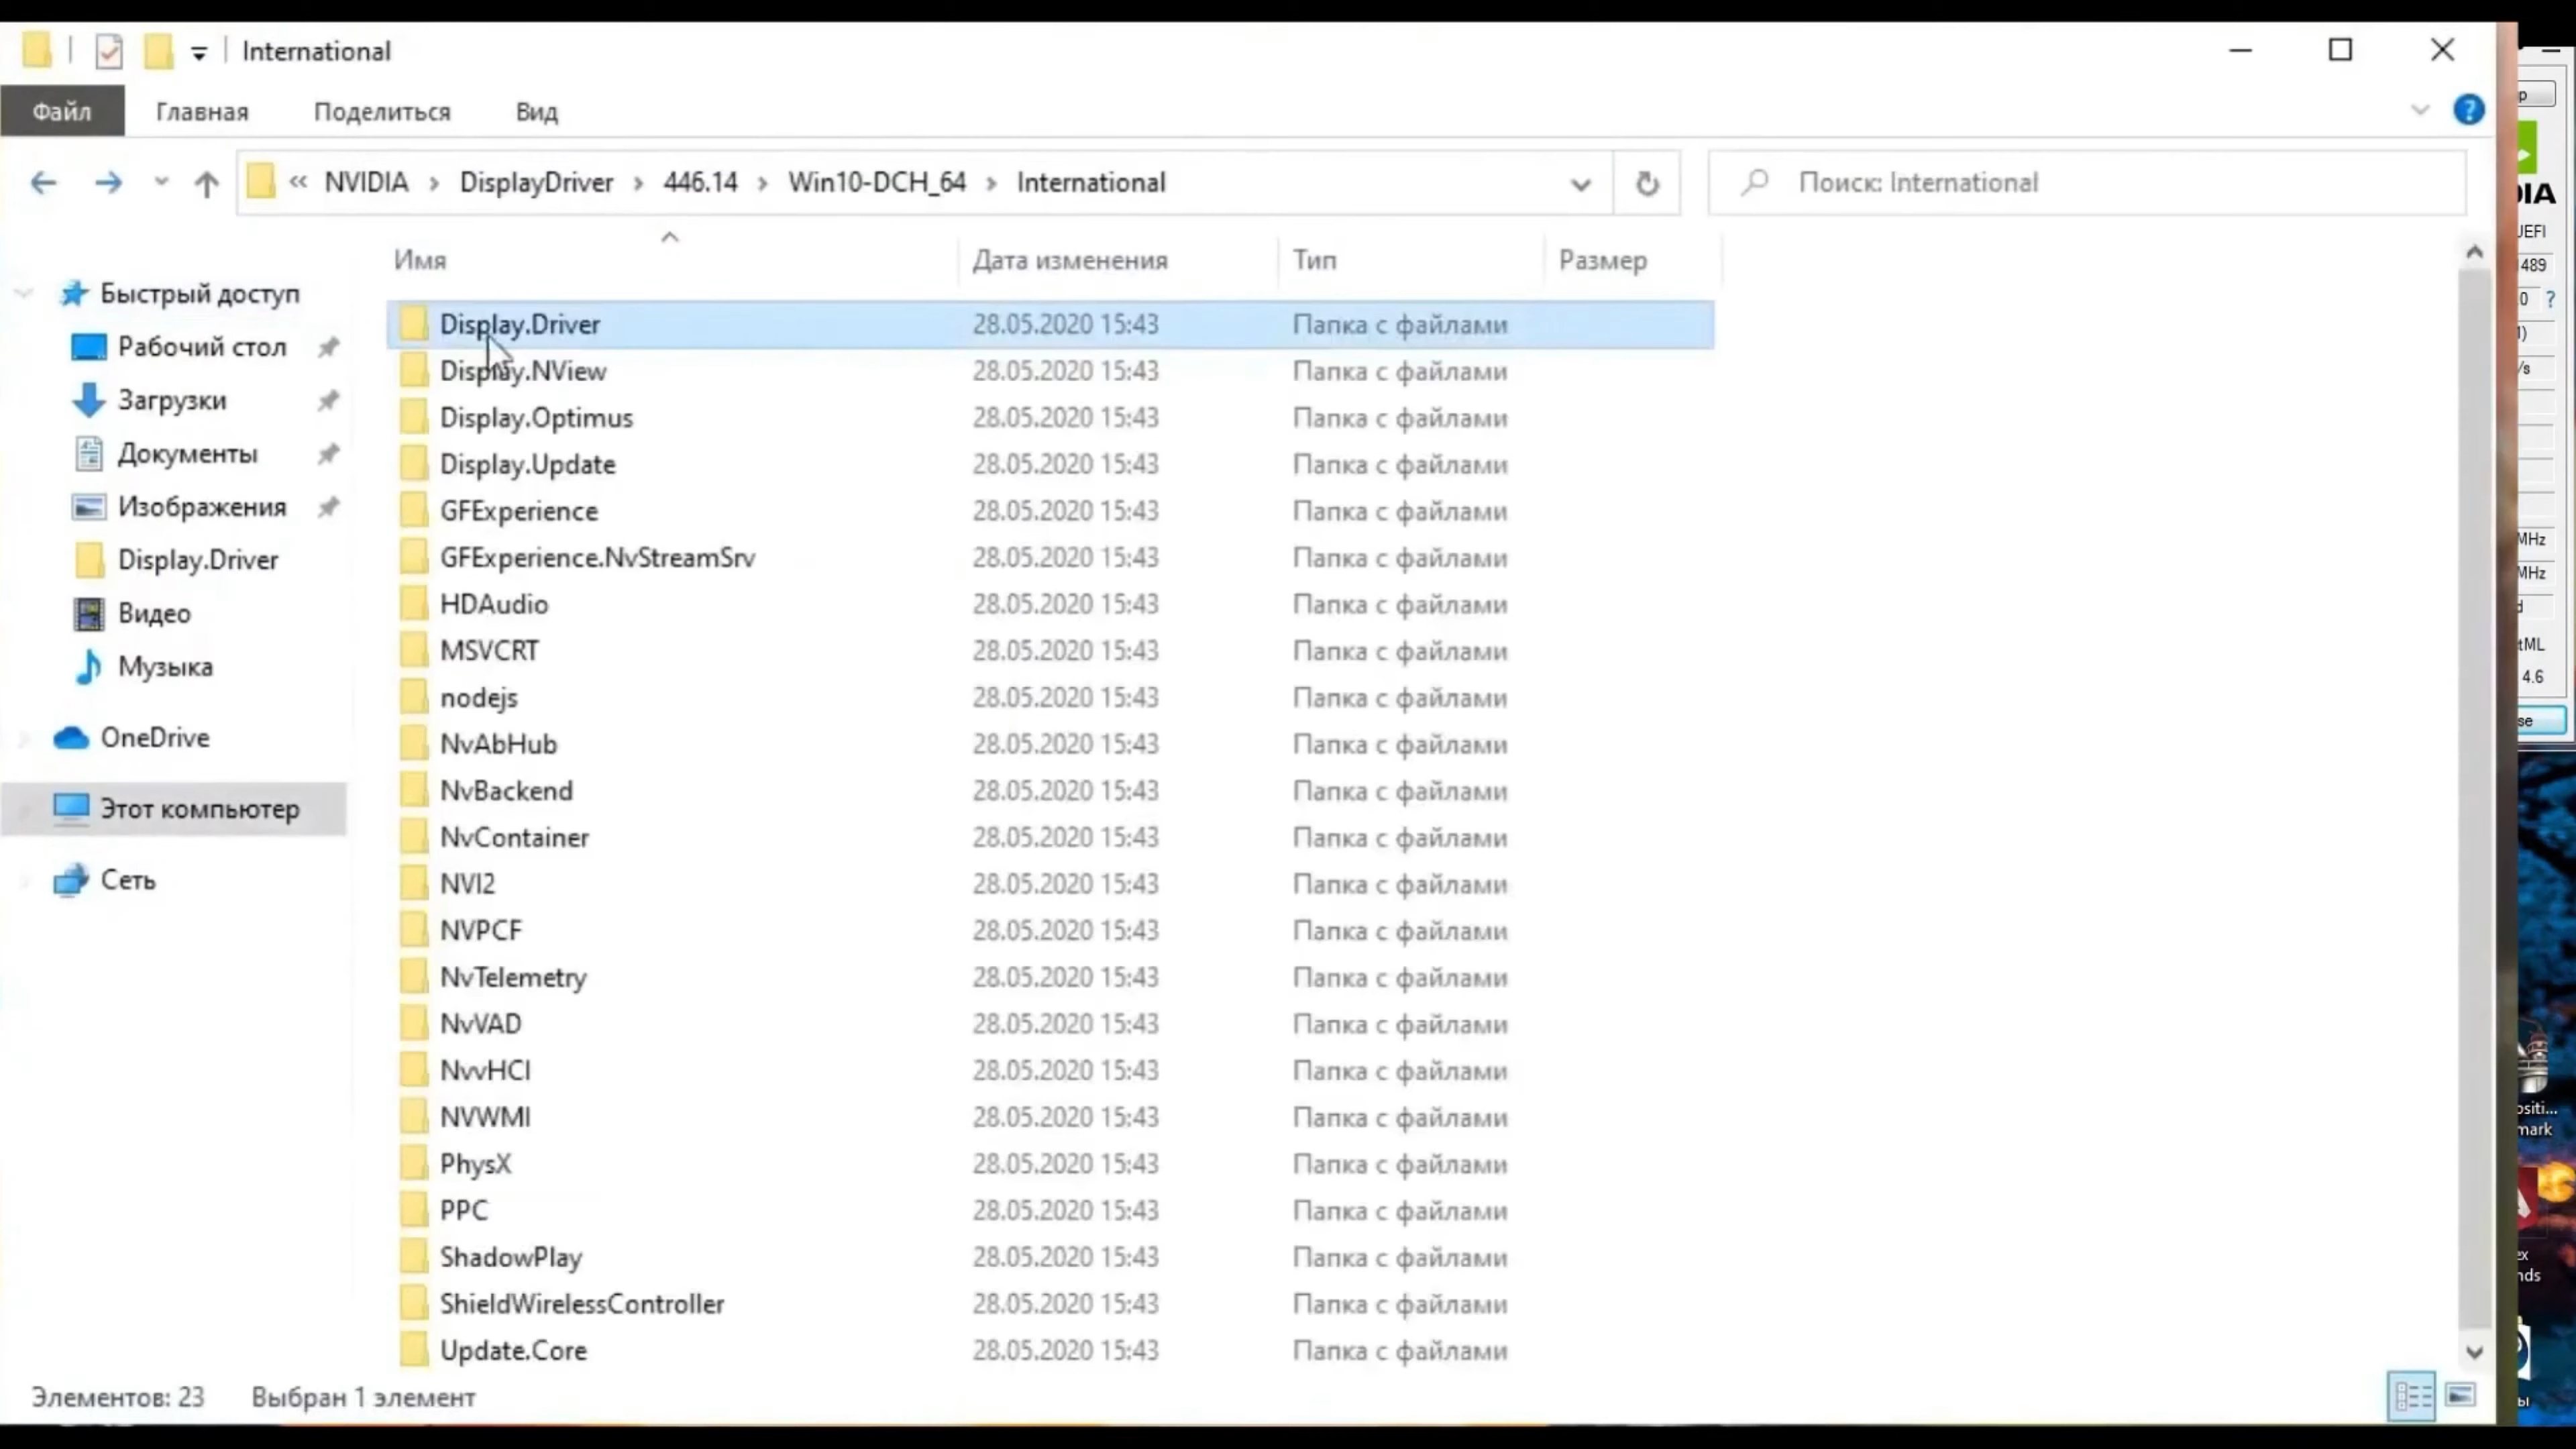 International
Файл Главная Поделиться Вид
« NVIDIA › DisplayDriver › 446.14 › Win10-DCH_64 › International Поиск: International
Имя Дата изменения Тип Размер
Быстрый доступ
Рабочий стол
Загрузки
Документы
Изображения
Display.Driver
Видео
Музыка
OneDrive
Этот компьютер
Сеть
Display.Driver 28.05.2020 15:43 Папка с файлами
Display.NView 28.05.2020 15:43 Папка с файлами
Display.Optimus 28.05.2020 15:43 Папка с файлами
Display.Update 28.05.2020 15:43 Папка с файлами
GFExperience 28.05.2020 15:43 Папка с файлами
GFExperience.NvStreamSrv 28.05.2020 15:43 Папка с файлами
HDAudio 28.05.2020 15:43 Папка с файлами
MSVCRT 28.05.2020 15:43 Папка с файлами
nodejs 28.05.2020 15:43 Папка с файлами
NvAbHub 28.05.2020 15:43 Папка с файлами
NvBackend 28.05.2020 15:43 Папка с файлами
NvContainer 28.05.2020 15:43 Папка с файлами
NVI2 28.05.2020 15:43 Папка с файлами
NVPCF 28.05.2020 15:43 Папка с файлами
NvTelemetry 28.05.2020 15:43 Папка с файлами
NvVAD 28.05.2020 15:43 Папка с файлами
NvvHCI 28.05.2020 15:43 Папка с файлами
NVWMI 28.05.2020 15:43 Папка с файлами
PhysX 28.05.2020 15:43 Папка с файлами
PPC 28.05.2020 15:43 Папка с файлами
ShadowPlay 28.05.2020 15:43 Папка с файлами
ShieldWirelessController 28.05.2020 15:43 Папка с файлами
Update.Core 28.05.2020 15:43 Папка с файлами
Элементов: 23 Выбран 1 элемент
MHz
MHz
4.6